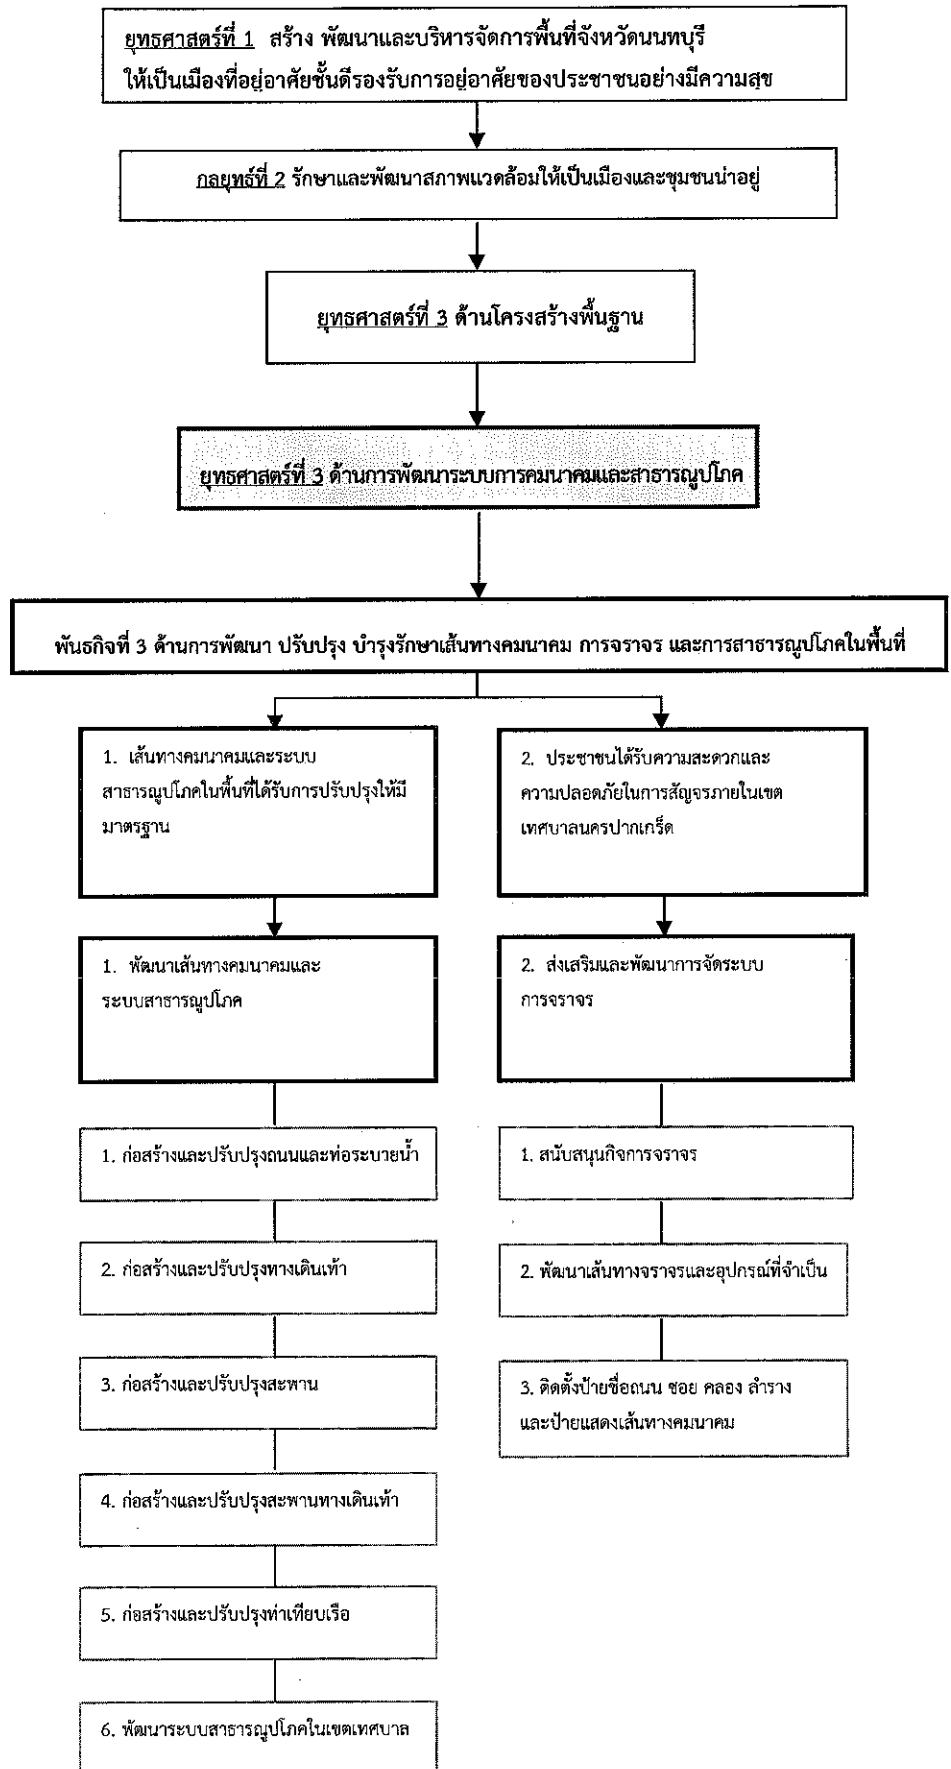 ยุทธศาสตร์ที่ 1 สร้าง พัฒนาและบริหารจัดการพื้นที่จังหวัดนนทบุรี
ให้เป็นเมืองที่อยู่อาศัยชั้นดีรองรับการอยู่อาศัยของประชาชนอย่างมีความสุข
กลยุทธ์ที่ 2 รักษาและพัฒนาสภาพแวดล้อมให้เป็นเมืองและชุมชนน่าอยู่
ยุทธศาสตร์ที่ 3 ด้านโครงสร้างพื้นฐาน
ยุทธศาสตร์ที่ 3 ด้านการพัฒนาระบบการคมนาคมและสาธารณูปโภค
พันธกิจที่ 3 ด้านการพัฒนา ปรับปรุง บำรุงรักษาเส้นทางคมนาคม การจราจร และการสาธารณูปโภคในพื้นที่
1. เส้นทางคมนาคมและระบบ
สาธารณูปโภคในพื้นที่ได้รับการปรับปรุงให้มี
มาตรฐาน
2. ประชาชนได้รับความสะดวกและ
ความปลอดภัยในการสัญจรภายในเขต
เทศบาลนครปากเกร็ด
1. พัฒนาเส้นทางคมนาคมและ
ระบบสาธารณูปโภค
2. ส่งเสริมและพัฒนาการจัดระบบ
การจราจร
1. ก่อสร้างและปรับปรุงถนนและท่อระบายน้ำ
2. ก่อสร้างและปรับปรุงทางเดินเท้า
3. ก่อสร้างและปรับปรุงสะพาน
4. ก่อสร้างและปรับปรุงสะพานทางเดินเท้า
5. ก่อสร้างและปรับปรุงท่าเทียบเรือ
6. พัฒนาระบบสาธารณูปโภคในเขตเทศบาล
1. สนับสนุนกิจการจราจร
2. พัฒนาเส้นทางจราจรและอุปกรณ์ที่จำเป็น
3. ติดตั้งป้ายชื่อถนน ซอย คลอง ลำราง
และป้ายแสดงเส้นทางคมนาคม